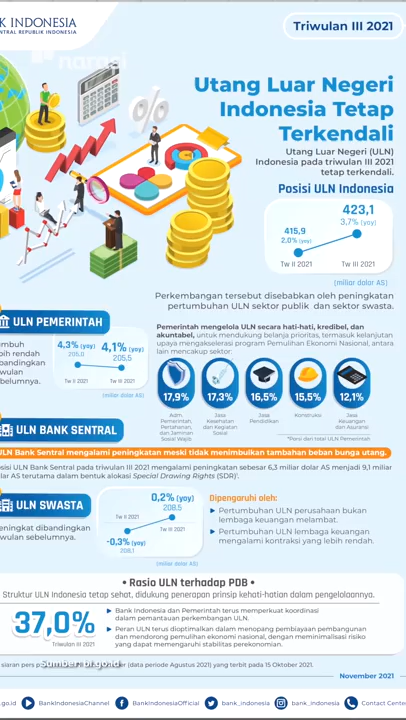 K INDONESIA
NTRAL REPUBLIK INDONESIA
Triwulan III 2021
Utang Luar Negeri
Indonesia Tetap
Terkendali
Utang Luar Negeri (ULN)
Indonesia pada triwulan III 2021
tetap terkendali.
Posisi ULN Indonesia
423,1
3,7% (yoy)
415,9
2,0% (yoy)
Tw II 2021
Tw III 2021
(miliar dolar AS)
Perkembangan tersebut disebabkan oleh peningkatan
pertumbuhan ULN sektor publik dan sektor swasta.
ULN PEMERINTAH
mbuh
bih rendah
bandingkan
wulan
belumnya.
4,3% (yoy)
205,0
4,1% (yoy)
205,5
Tw II 2021
Tw III 2021
(miliar dolar AS)
Pemerintah mengelola ULN secara hati-hati, kredibel, dan
akuntabel, untuk mendukung belanja prioritas, termasuk kelanjutan
upaya mengakselerasi program Pemulihan Ekonomi Nasional, antara
lain mencakup sektor:
17,9%
17,3%
16,5%
15,5%
12,1%
Adm.
Pemerintah,
Pertahanan,
dan Jaminan
Sosial Wajib
Jasa
Kesehatan
dan Kegiatan
Sosial
Jasa
Pendidikan
Konstruksi
Jasa
Keuangan
dan Asuransi
*Porsi dari total ULN Pemerintah
ULN BANK SENTRAL
ULN Bank Sentral mengalami peningkatan meski tidak menimbulkan tambahan beban bunga utang.
osisi ULN Bank Sentral pada triwulan III 2021 mengalami peningkatan sebesar 6,3 miliar dolar AS menjadi 9,1 miliar
lar AS terutama dalam bentuk alokasi Special Drawing Rights (SDR)
ULN SWASTA
eningkat dibandingkan
wulan sebelumnya.
0,2% (yoy)
208,5
Tw II 2021
Tw III 2021
-0,3% (yoy)
208,1
(miliar dolar AS)
Dipengaruhi oleh:
Pertumbuhan ULN perusahaan bukan
lembaga keuangan melambat.
Pertumbuhan ULN lembaga keuangan
mengalami kontraksi yang lebih rendah.
• Rasio ULN terhadap PDB •
Struktur ULN Indonesia tetap sehat, didukung penerapan prinsip kehati-hatian dalam pengelolaannya.
37,0%
Triwulan III 2021
Bank Indonesia dan Pemerintah terus memperkuat koordinasi
dalam pemantauan perkembangan ULN.
Peran ULN terus dioptimalkan dalam menopang pembiayaan pembangunan
dan mendorong pemulihan ekonomi nasional, dengan meminimalisasi risiko
yang dapat memengaruhi stabilitas perekonomian.
siaran pers (data periode Agustus 2021) yang terbit pada 15 Oktober 2021.
Sumber: bi.go.id
November 2021
.go.id
BankIndonesiaChannel
BankIndonesiaOfficial
bank_indonesia
bank_indonesia
Contact Center